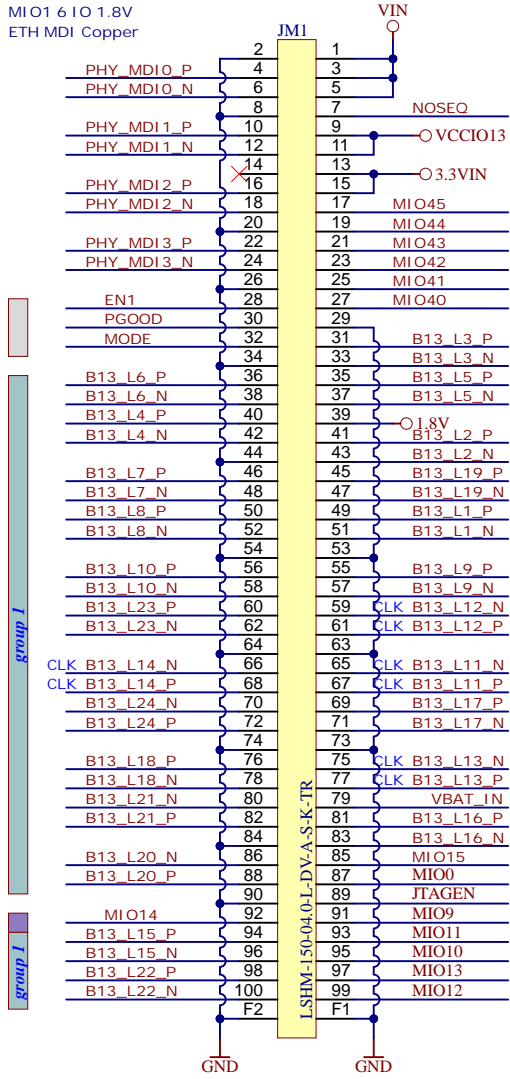 MIO1 6 IO 1.8V
ETH MDI Copper
VIN
JM1
2 1
PHY_MDI0_P 4 3
PHY_MDI0_N 6 5
8 7 NOSEQ
PHY_MDI1_P 10 9 VCCIO13
PHY_MDI1_N 12 11
14 13 3.3VIN
PHY_MDI2_P 16 15
PHY_MDI2_N 18 17 MIO45
20 19 MIO44
PHY_MDI3_P 22 21 MIO43
PHY_MDI3_N 24 23 MIO42
26 25 MIO41
EN1 28 27 MIO40
PGOOD 30 29
MODE 32 31 B13_L3_P
34 33 B13_L3_N
B13_L6_P 36 35 B13_L5_P
B13_L6_N 38 37 B13_L5_N
B13_L4_P 40 39 1.8V
B13_L4_N 42 41 B13_L2_P
44 43 B13_L2_N
B13_L7_P 46 45 B13_L19_P
B13_L7_N 48 47 B13_L19_N
B13_L8_P 50 49 B13_L1_P
B13_L8_N 52 51 B13_L1_N
54 53
B13_L10_P 56 55 B13_L9_P
B13_L10_N 58 57 B13_L9_N
B13_L23_P 60 59 CLK B13_L12_N
B13_L23_N 62 61 CLK B13_L12_P
64 63
CLK B13_L14_N 66 65 CLK B13_L11_N
CLK B13_L14_P 68 67 CLK B13_L11_P
B13_L24_N 70 69 B13_L17_P
B13_L24_P 72 71 B13_L17_N
74 73
B13_L18_P 76 75 CLK B13_L13_N
B13_L18_N 78 77 CLK B13_L13_P
B13_L21_N 80 79 VBAT_IN
B13_L21_P 82 81 B13_L16_P
84 83 B13_L16_N
B13_L20_N 86 85 MIO15
B13_L20_P 88 87 MIO0
90 89 JTAGEN
MIO14 92 91 MIO9
B13_L15_P 94 93 MIO11
B13_L15_N 96 95 MIO10
B13_L22_P 98 97 MIO13
B13_L22_N 100 99 MIO12
F2 F1
GND GND
group 1
group 1
LSHM-150-04.0-L-DV-A-S-K-TR